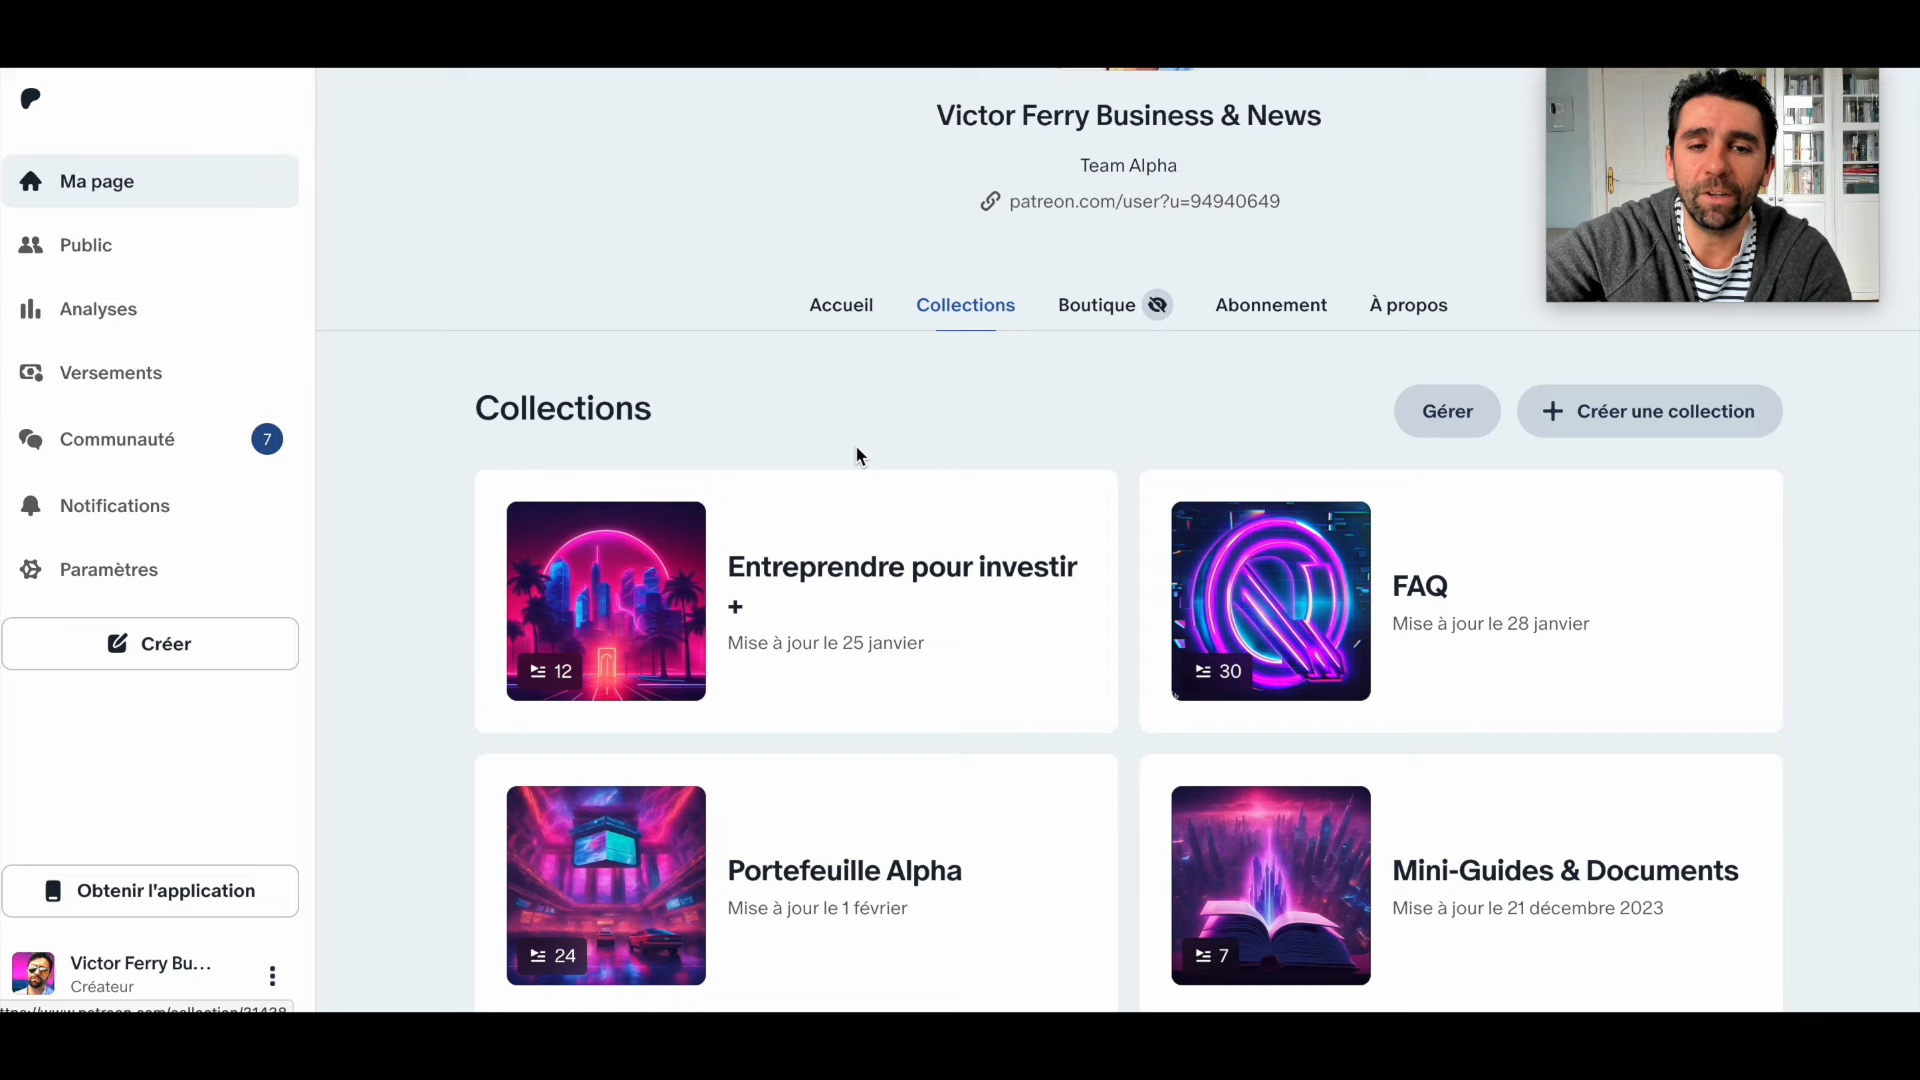 Victor Ferry Business & News
Team Alpha
patreon.com/user?u=94940649
Accueil
Collections
Boutique
Abonnement
À propos
Ma page
Public
Analyses
Versements
Communauté
7
Notifications
Paramètres
Créer
Obtenir l'application
Victor Ferry Bu...
Créateur
Collections
Gérer
Créer une collection
Entreprendre pour investir
+
Mise à jour le 25 janvier
12
FAQ
Mise à jour le 28 janvier
30
Portefeuille Alpha
Mise à jour le 1 février
24
Mini-Guides & Documents
Mise à jour le 21 décembre 2023
7